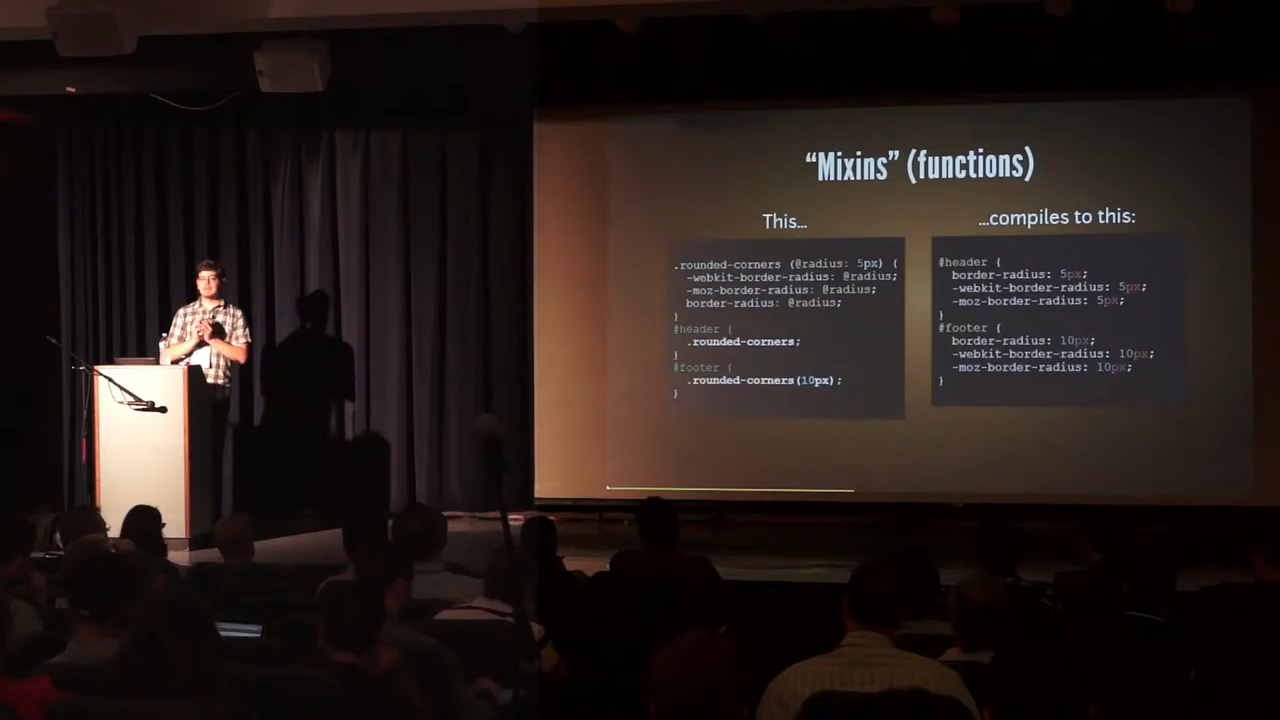 “Mixins” (functions)
This…
.rounded-corners (@radius: 5px) {
-webkit-border-radius: @radius;
-moz-border-radius: @radius;
border-radius: @radius;
}
#header {
.rounded-corners;
}
#footer {
.rounded-corners(10px);
}
…compiles to this:
#header {
border-radius: 5px;
-webkit-border-radius: 5px;
-moz-border-radius: 5px;
}
#footer {
border-radius: 10px;
-webkit-border-radius: 10px;
-moz-border-radius: 10px;
}